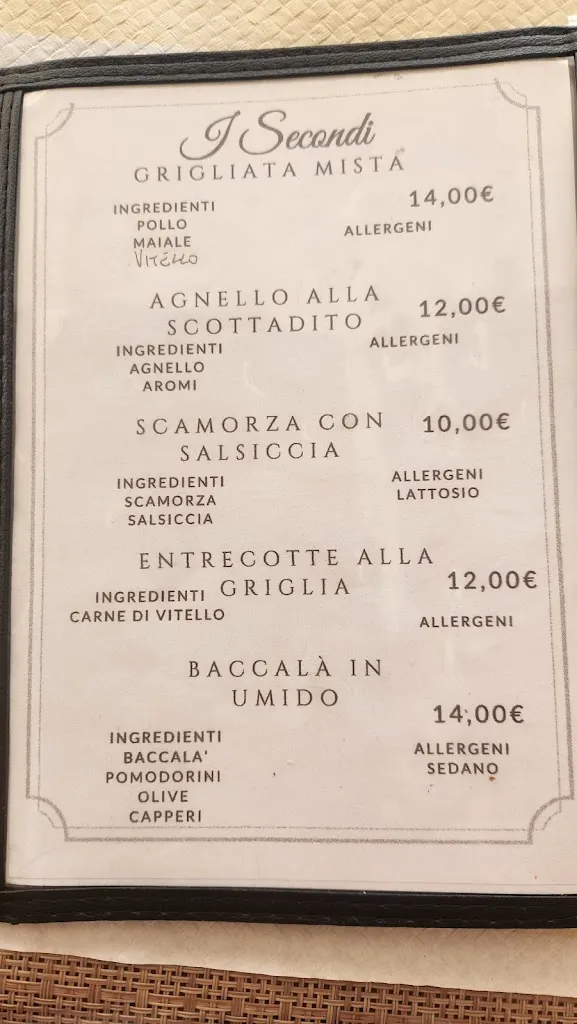 I Secondi
GRIGLIATA MISTA
14,00€
INGREDIENTI
POLLO
MAIALE
VITELLO
ALLERGENI
AGNELLO ALLA
SCOTTADITO
12,00€
INGREDIENTI
AGNELLO
AROMI
ALLERGENI
SCAMORZA CON
SALSICCIA
10,00€
INGREDIENTI
SCAMORZA
SALSICCIA
ALLERGENI
LATTOSIO
ENTRECOTTE ALLA
GRIGLIA
12,00€
INGREDIENTI
CARNE DI VITELLO
ALLERGENI
BACCALÀ IN
UMIDO
14,00€
INGREDIENTI
BACCALA'
POMODORINI
OLIVE
CAPPERI
ALLERGENI
SEDANO